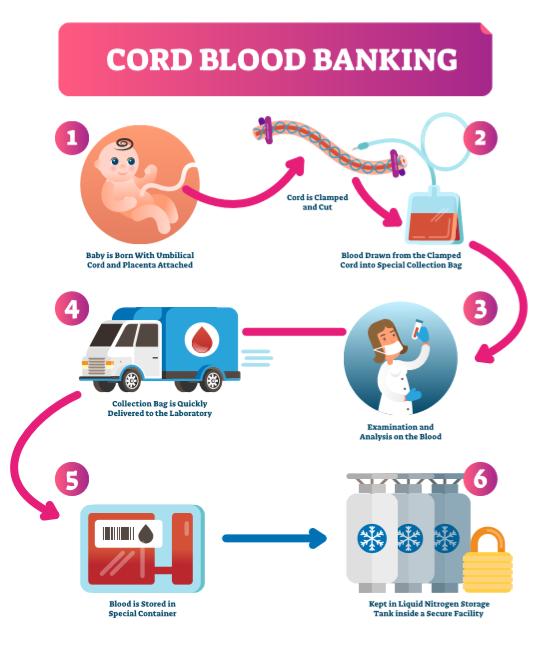 CORD BLOOD BANKING
1
Baby is Born With Umbilical
Cord and Placenta Attached
Cord is Clamped
and Cut
2
Blood Drawn from the Clamped
Cord into Special Collection Bag
4
Collection Bag is Quickly
Delivered to the Laboratory
3
Examination and
Analysis on the Blood
5
Blood is Stored in
Special Container
6
Kept in Liquid Nitrogen Storage
Tank inside a Secure Facility